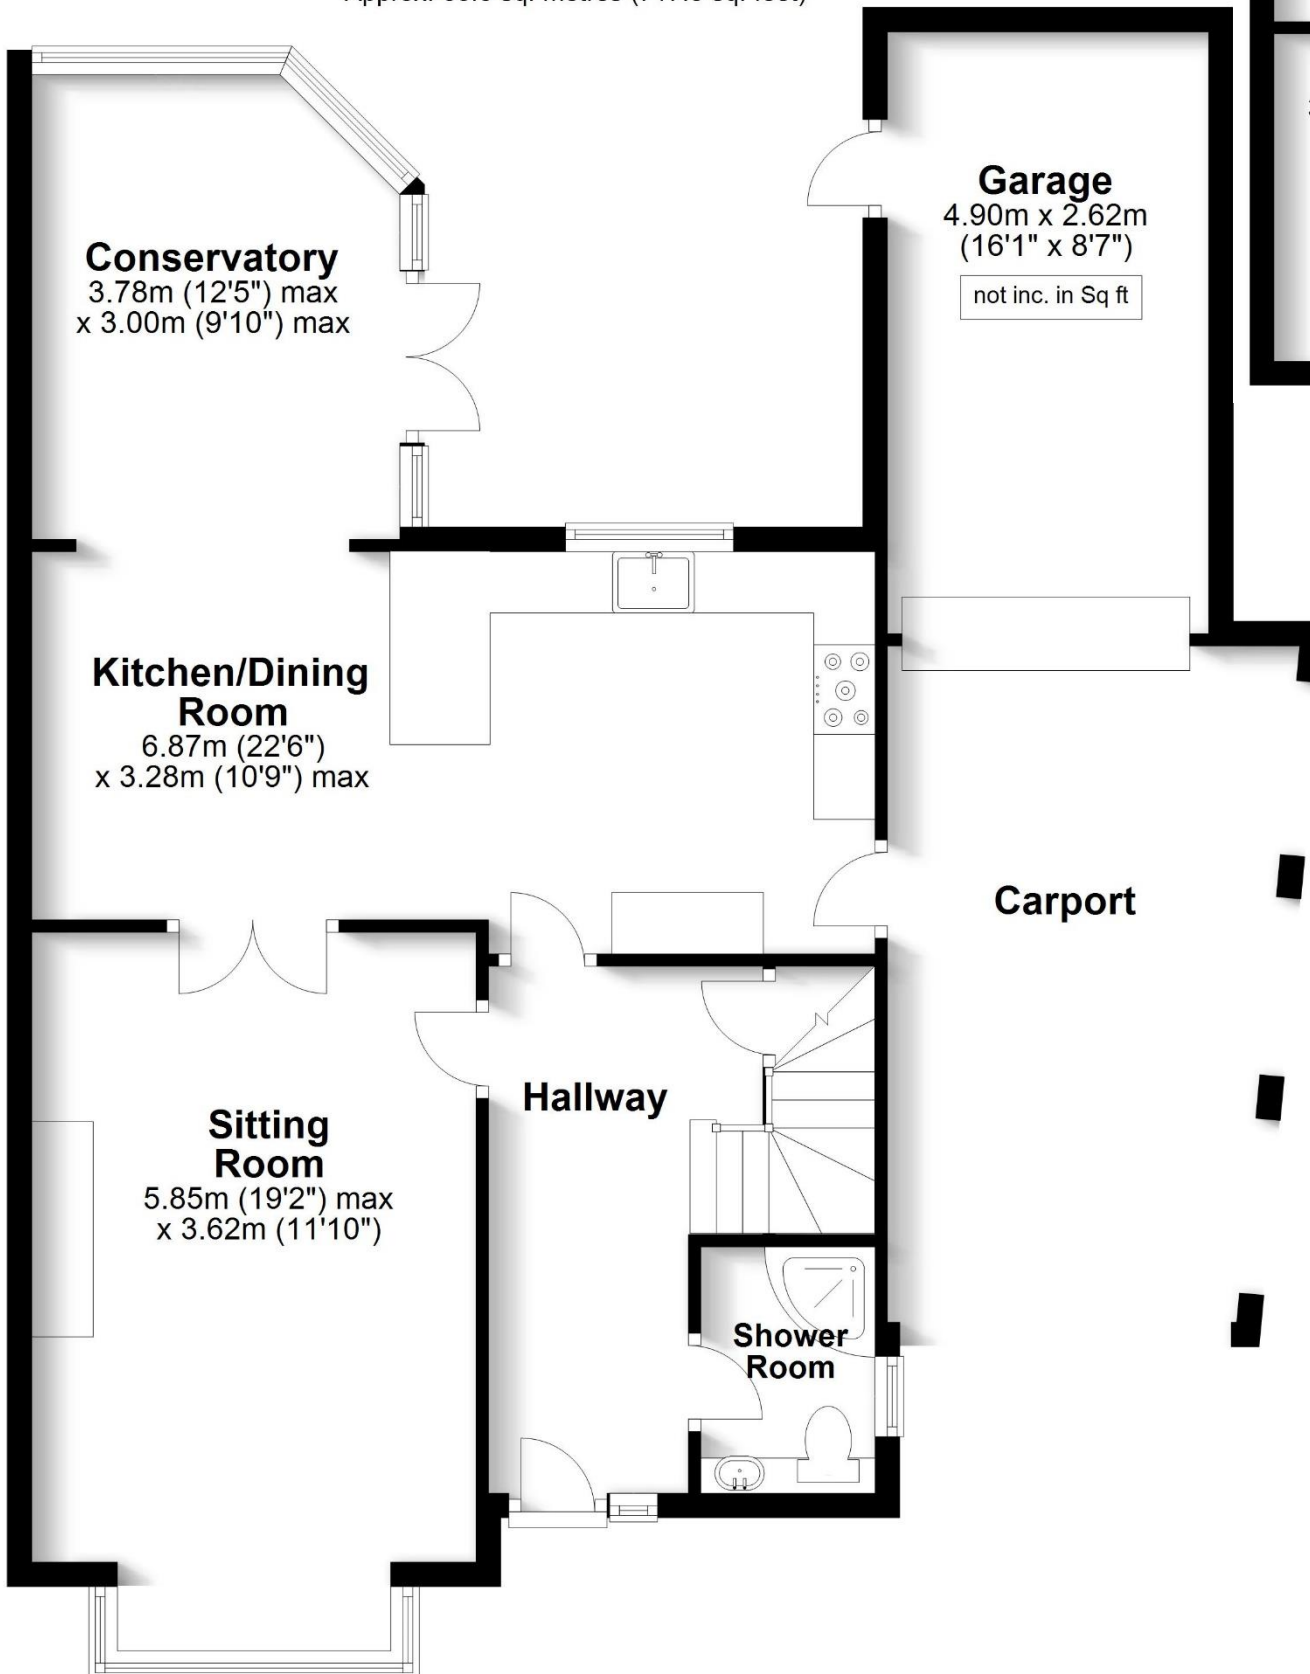 Conservatory
3.78m (12'5") max
x 3.00m (9'10") max
Garage
4.90m x 2.62m
(16'1" x 8'7")
not inc. in Sq ft
Kitchen/Dining
Room
6.87m (22'6")
x 3.28m (10'9") max
Carport
Hallway
Sitting
Room
5.85m (19'2") max
x 3.62m (11'10")
Shower
Room